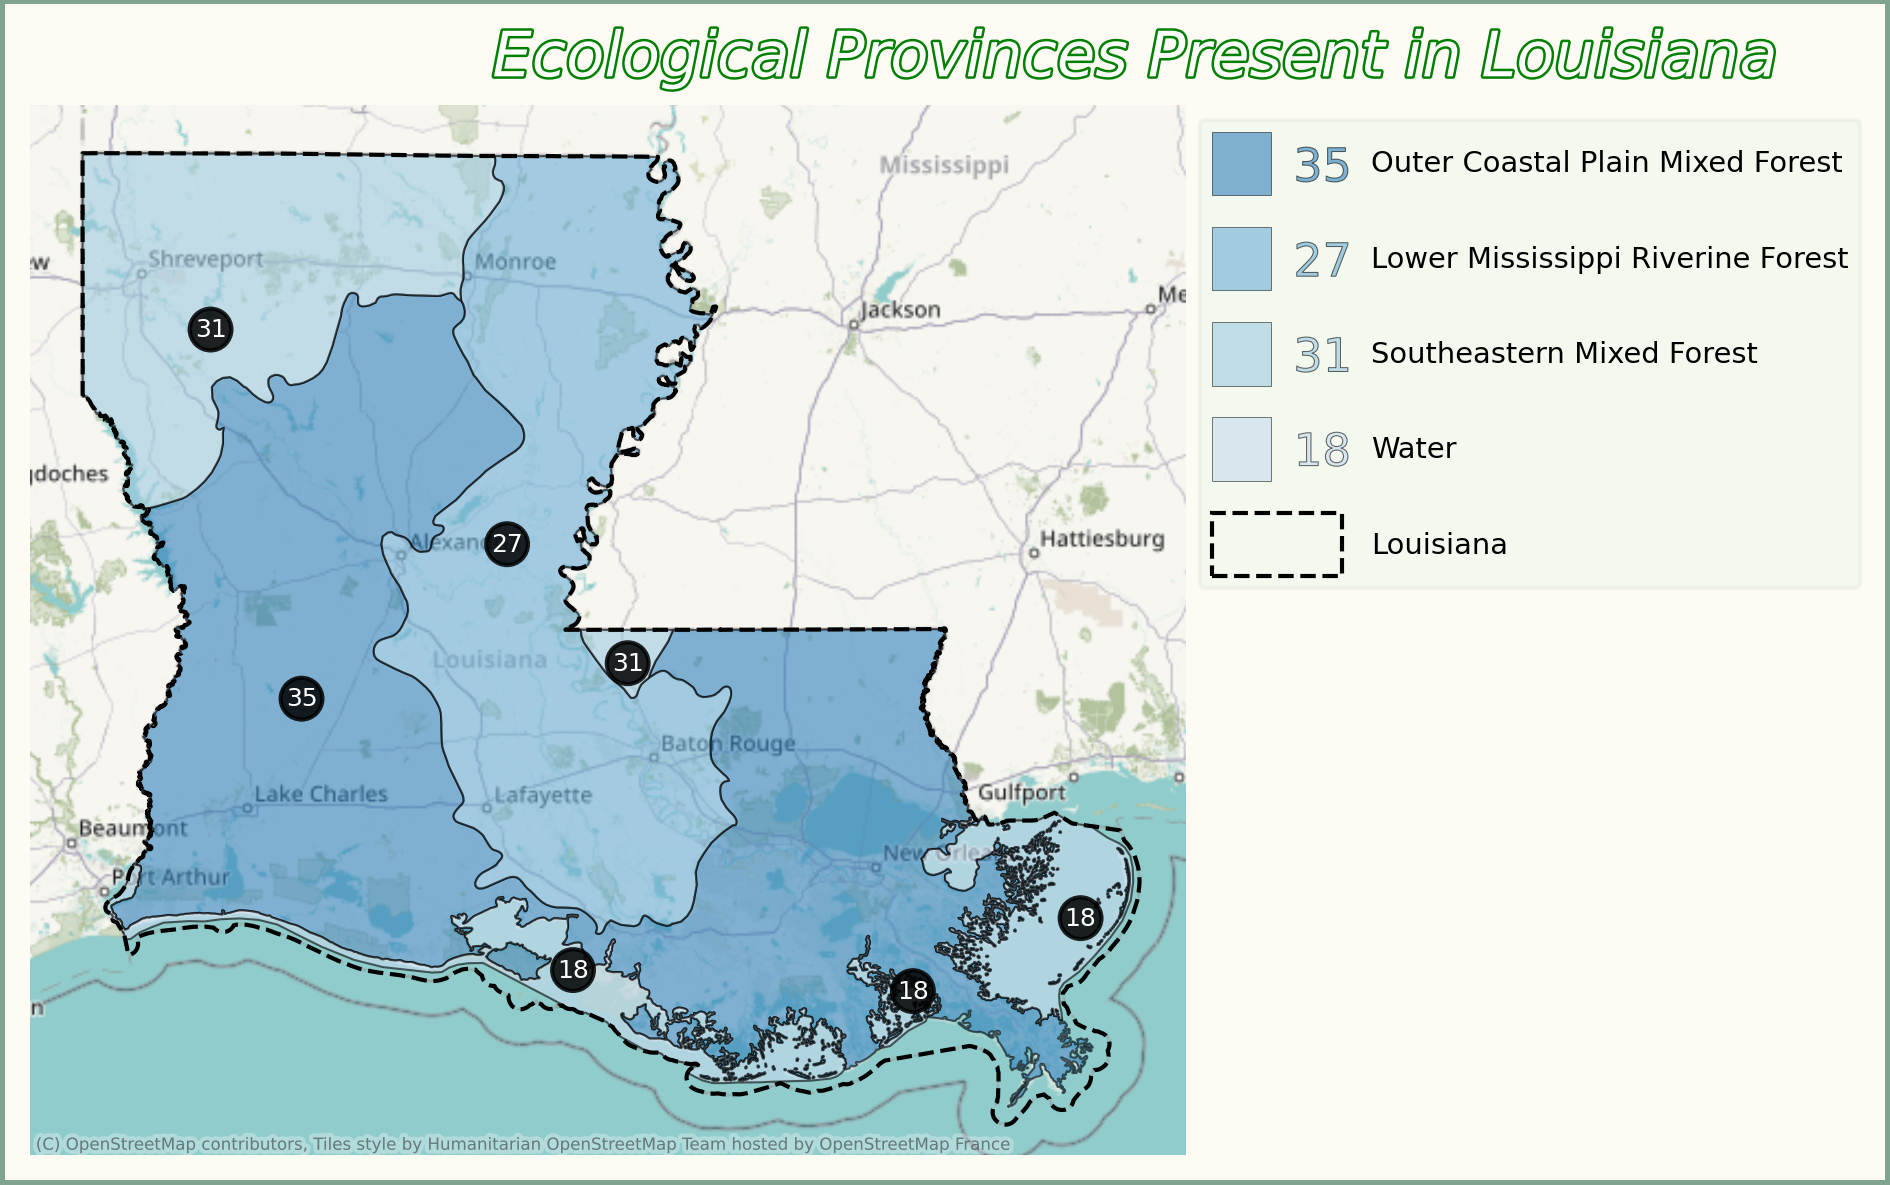 Ecological Provinces Present in Louisiana
35 Outer Coastal Plain Mixed Forest
27 Lower Mississippi Riverine Forest
31 Southeastern Mixed Forest
18 Water
Louisiana
Mississippi
Shreveport
Monroe
ew
Me
Jackson
31
gdoches
Alexan
27
Hattiesburg
Louisiana
31
35
Baton Rouge
Lake Charles
Lafayette
Gulfport
Beaumont
New Orlea
Port Arthur
18
18
18
n
(C) OpenStreetMap contributors, Tiles style by Humanitarian OpenStreetMap Team hosted by OpenStreetMap France